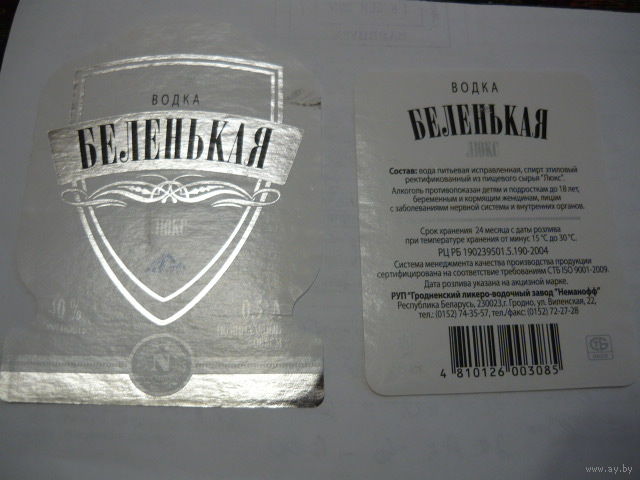 ВОДКА
БЕЛЕНЬКАЯ
ЛЮКС
40%
0,5 л
N
ВОДКА
БЕЛЕНЬКАЯ
ЛЮКС
Состав: вода питьевая исправленная, спирт этиловый
ректификованный из пищевого сырья "Люкс".
Алкоголь противопоказан детям и подросткам до 18 лет,
беременным и кормящим женщинам, лицам
с заболеваниями нервной системы и внутренних органов.
Срок хранения 24 месяца с даты розлива
при температуре хранения от минус 15 °С до 30 °С.
РЦ РБ 190239501.5.190-2004
Система менеджмента качества производства продукции
сертифицирована на соответствие требованиям СТБ ISO 9001-2009.
Дата розлива указана на акцизной марке.
РУП "Гродненский ликеро-водочный завод "Неманофф"
Республика Беларусь, 230023,г. Гродно, ул. Виленская, 22,
тел.: (0152) 74-35-57, тел./факс: (0152) 72-27-28
4 810126 003085
www.ay.by